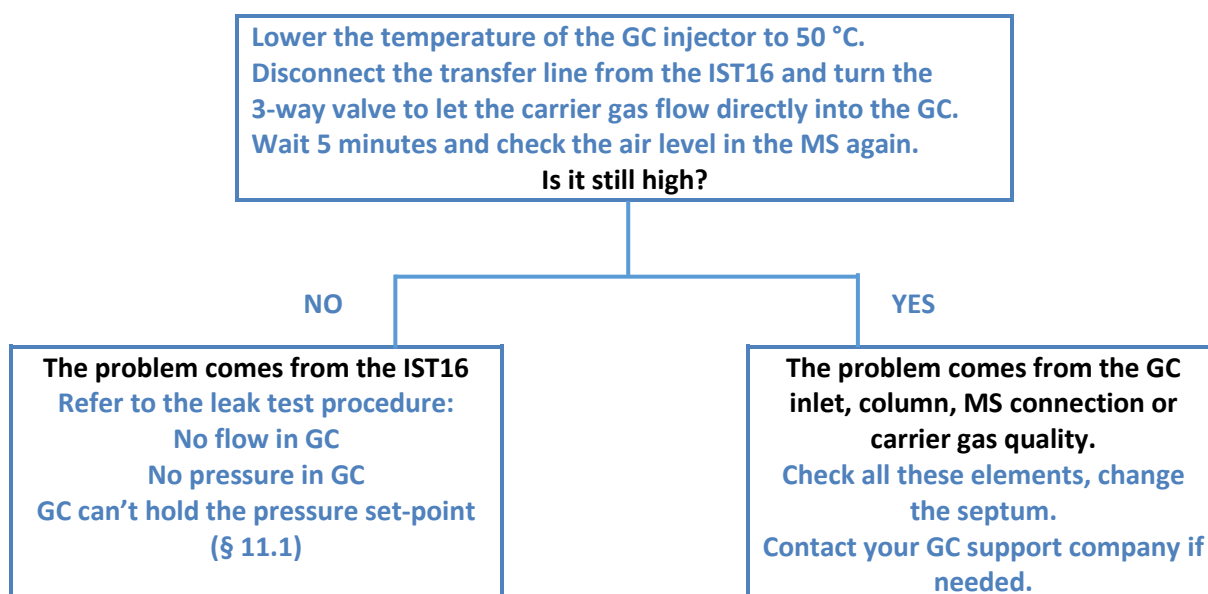 Lower the temperature of the GC injector to 50 °C.
Disconnect the transfer line from the IST16 and turn the
3-way valve to let the carrier gas flow directly into the GC.
Wait 5 minutes and check the air level in the MS again.
Is it still high?
NO
YES
The problem comes from the IST16
Refer to the leak test procedure:
No flow in GC
No pressure in GC
GC can’t hold the pressure set-point
(§ 11.1)
The problem comes from the GC
inlet, column, MS connection or
carrier gas quality.
Check all these elements, change
the septum.
Contact your GC support company if
needed.